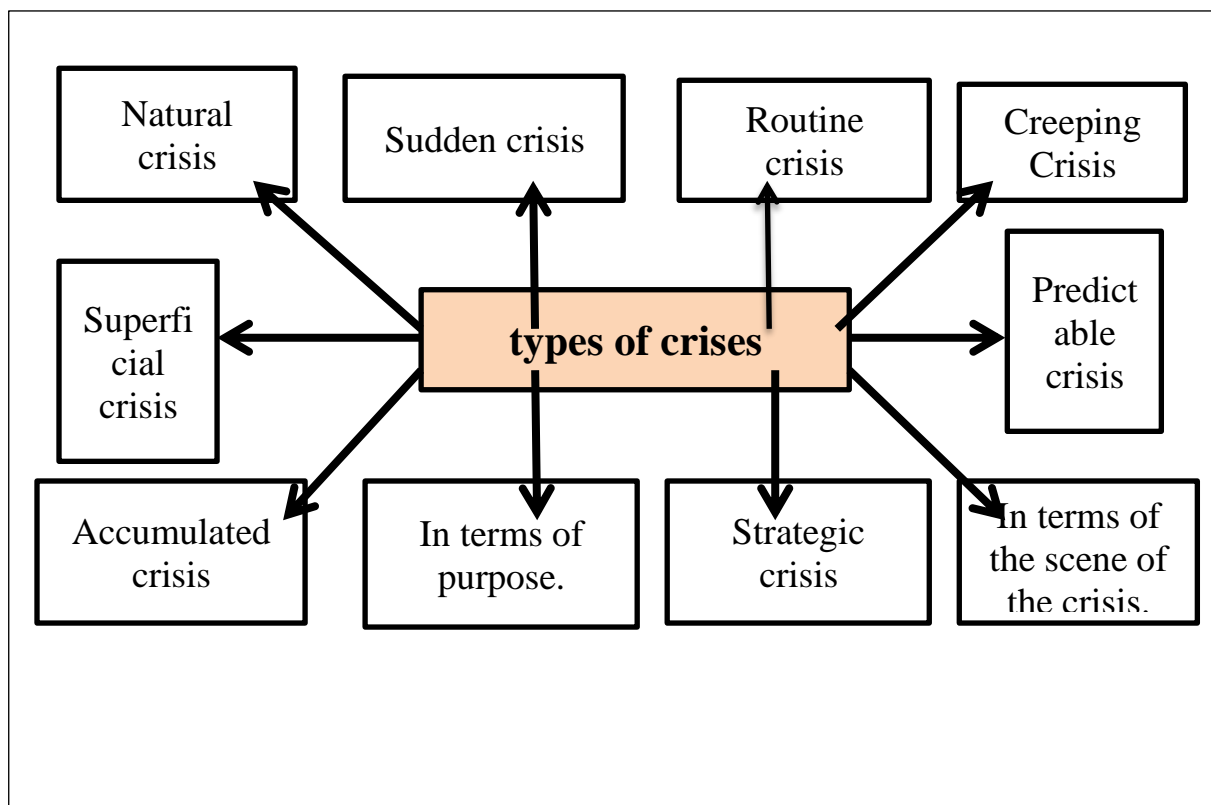 Natural
crisis
Sudden crisis
Routine
crisis
Creeping
Crisis
Superfi
cial
crisis
types of crises
Predict
able
crisis
Accumulated
crisis
In terms of
purpose.
Strategic
crisis
In terms of
the scene of
the crisis.